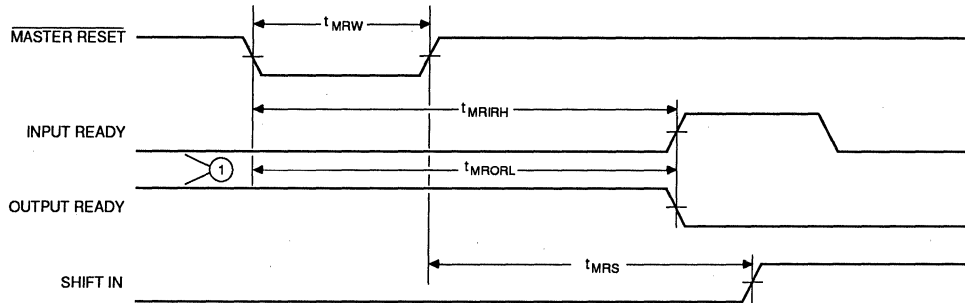 tMRW
MASTER RESET
tMRIRH
INPUT READY
1
tMRORL
OUTPUT READY
tMRS
SHIFT IN